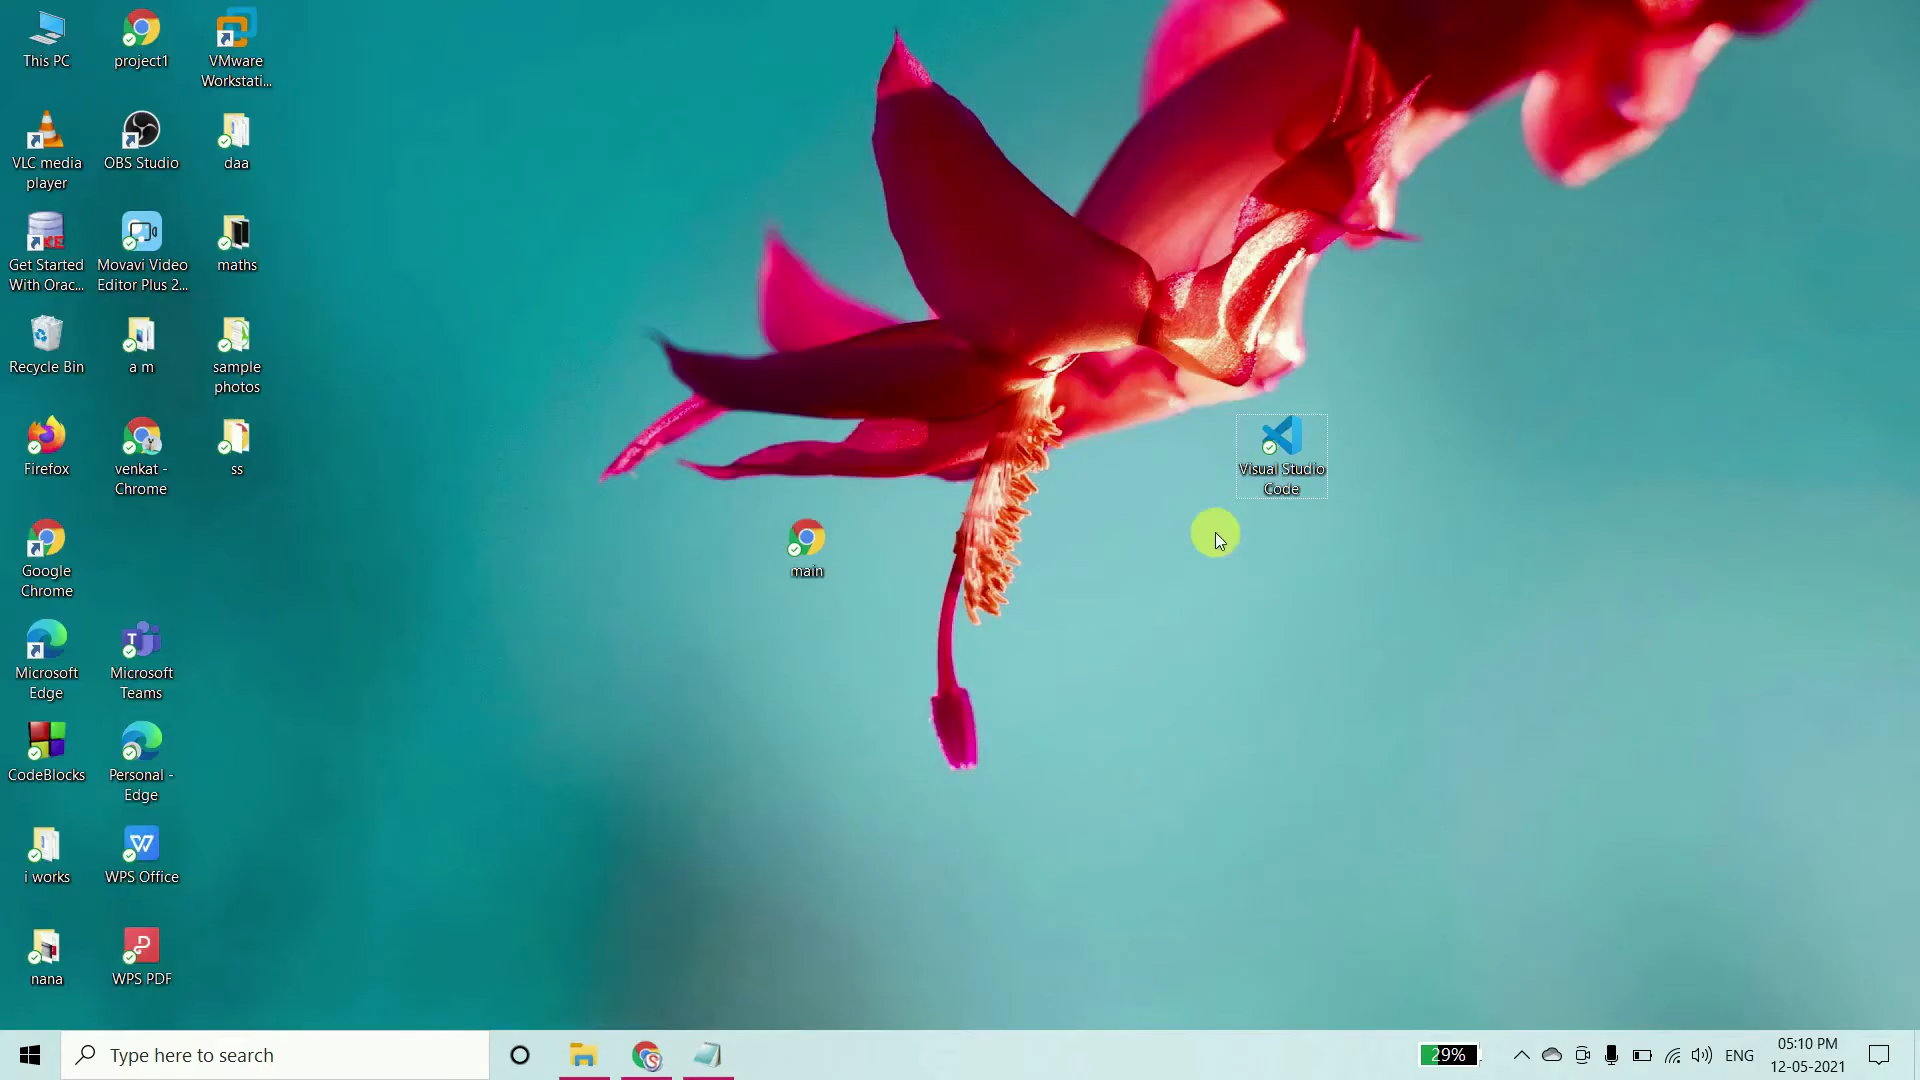 This PC
project1
VMware
Workstati...
VLC media
player
OBS Studio
daa
Get Started
With Orac...
Movavi Video
Editor Plus 2...
maths
Recycle Bin
a m
sample
photos
Firefox
venkat -
Chrome
ss
Visual Studio
Code
Google
Chrome
main
Microsoft
Edge
Microsoft
Teams
CodeBlocks
Personal -
Edge
i works
WPS Office
nana
WPS PDF
Type here to search
29%
ENG
05:10 PM
12-05-2021